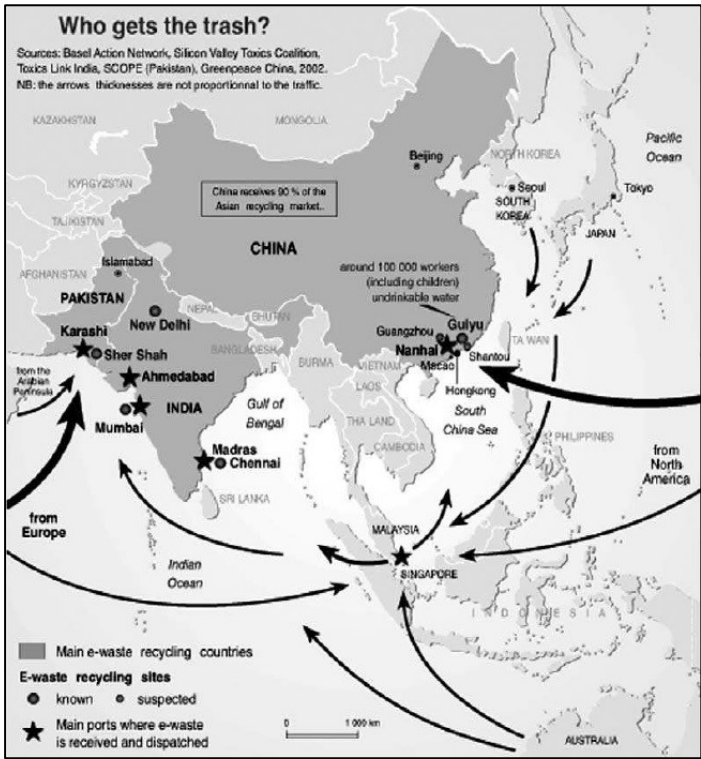 Who gets the trash?
Sources: Basel Action Network, Silicon Valley Toxics Coalition,
Toxics Link India, SCOPE (Pakistan), Greenpeace China, 2002.
NB: the arrows thicknesses are not proportionnal to the traffic.
KAZAKHSTAN
MONGOLIA
Pacific
Ocean
Beijing
NORTH KOREA
KYRGYZSTAN
China receives 90 % of the
Asian recycling market..
Seoul
SOUTH
KOREA
Tokyo
TAJIKISTAN
JAPAN
CHINA
AFGHANISTAN
Islamabad
around 100 000 workers
(including children)
undrinkable water
PAKISTAN
NEPAL
BHUTAN
New Delhi
Karashi
Guangzhou
Guiyu
TA WAN
Sher Shah
BANGLADESH
Nanhai
Shantou
from the
Arabian
Peninsula
Ahmedabad
BURMA
VIETNAM
Macao
LAOS
Hongkong
INDIA
Gulf of
Bengal
South
China Sea
Mumbai
THA LAND
PHILIPPINES
CAMBODIA
Madras
Chennai
from
North
America
SRI LANKA
from
Europe
MALAYSIA
Indian
Ocean
SINGAPORE
INDONESIA
Main e-waste recycling countries
E-waste recycling sites
known
suspected
Main ports where e-waste
is received and dispatched
0
1 000 km
AUSTRALIA